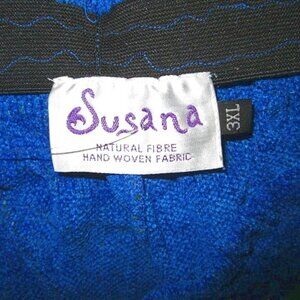 Susana
NATURAL FIBRE
HAND WOVEN FABRIC
3XL